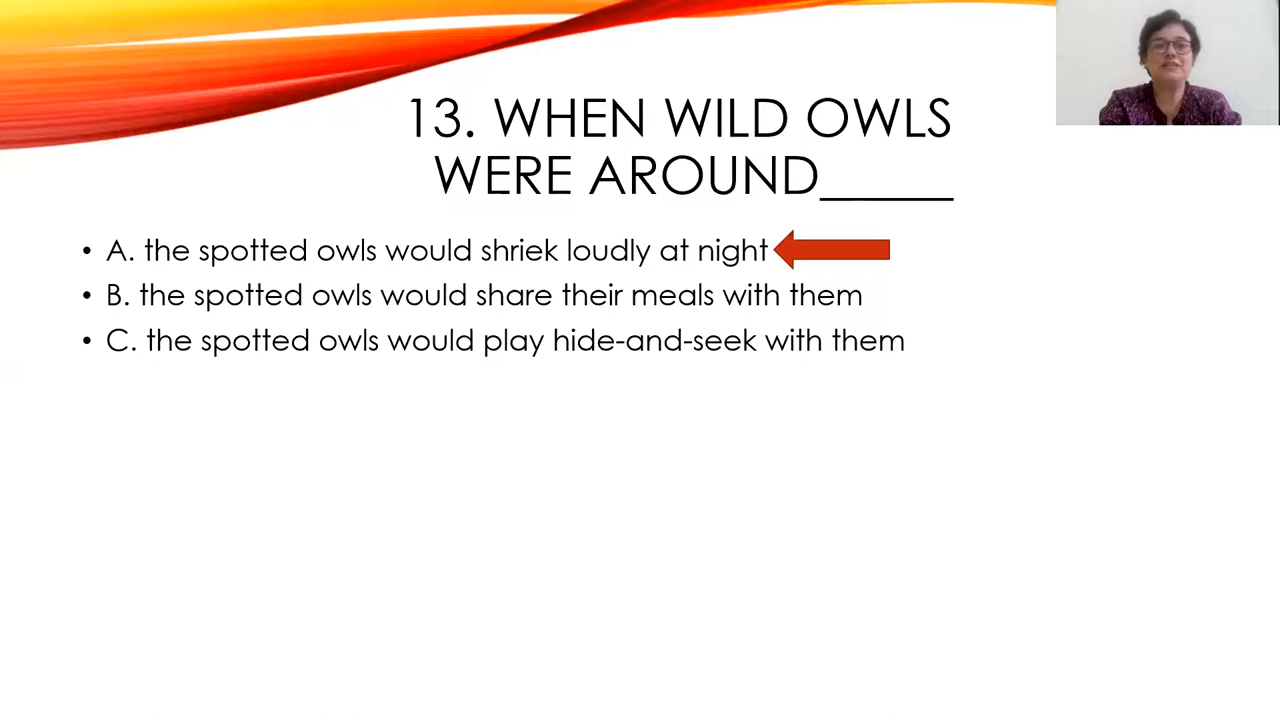 13. WHEN WILD OWLS
WERE AROUND_____
• A. the spotted owls would shriek loudly at night
• B. the spotted owls would share their meals with them
• C. the spotted owls would play hide-and-seek with them